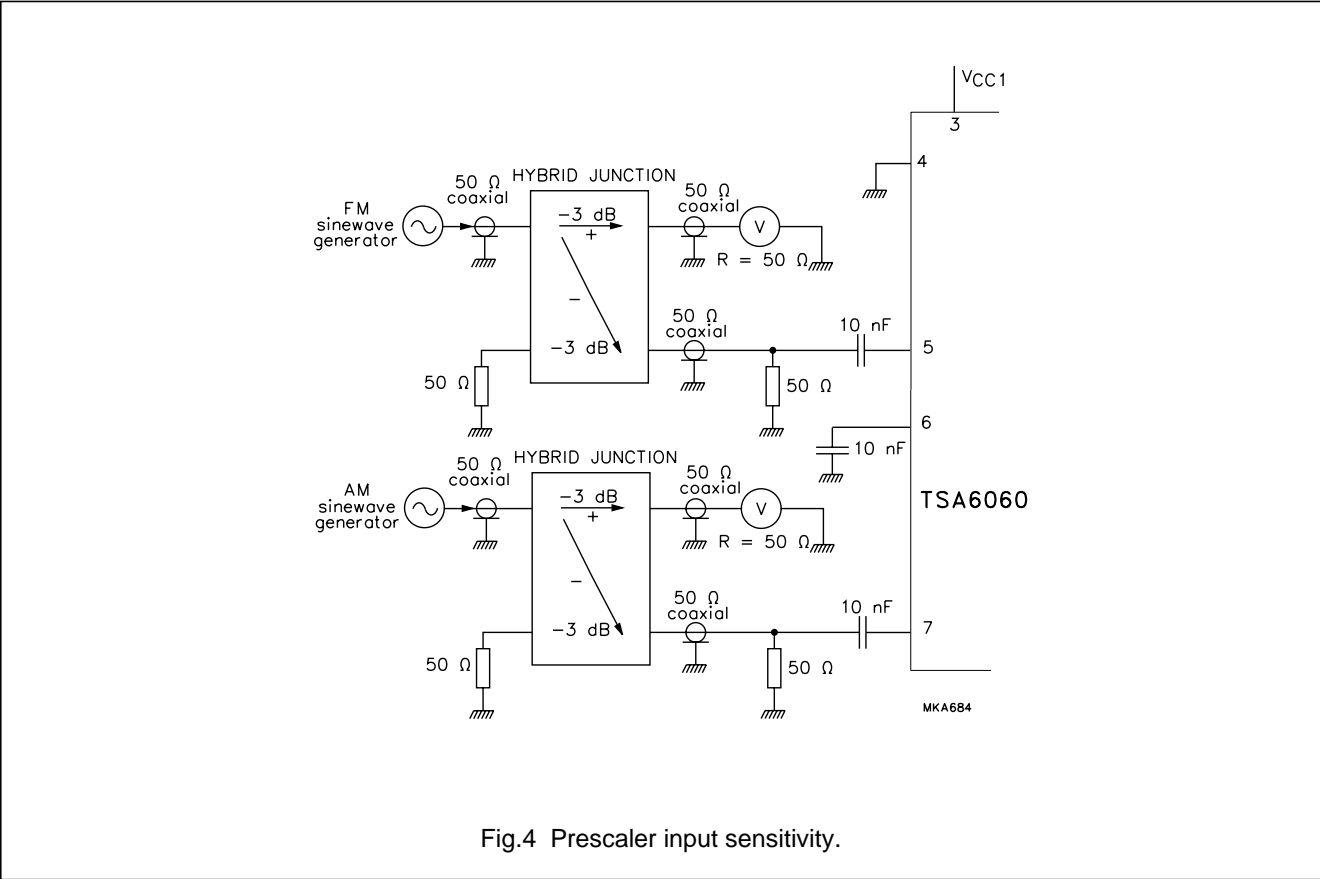 VCC1
3
4
HYBRID JUNCTION
50 Ω
coaxial
50 Ω
coaxial
FM
sinewave
generator
−3 dB
+
V
R = 50 Ω
−
50 Ω
coaxial
10 nF
5
−3 dB
50 Ω
50 Ω
6
10 nF
HYBRID JUNCTION
50 Ω
coaxial
50 Ω
coaxial
AM
sinewave
generator
−3 dB
+
V
TSA6060
R = 50 Ω
−
50 Ω
coaxial
10 nF
7
−3 dB
50 Ω
50 Ω
MKA684
Fig.4 Prescaler input sensitivity.